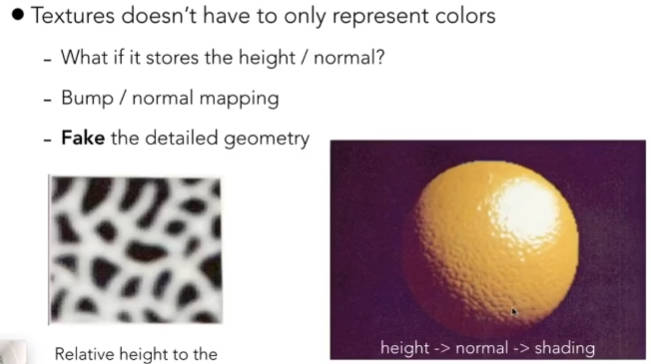 ● Textures doesn't have to only represent colors
- What if it stores the height / normal?
- Bump / normal mapping
- Fake the detailed geometry
Relative height to the
height -> normal -> shading